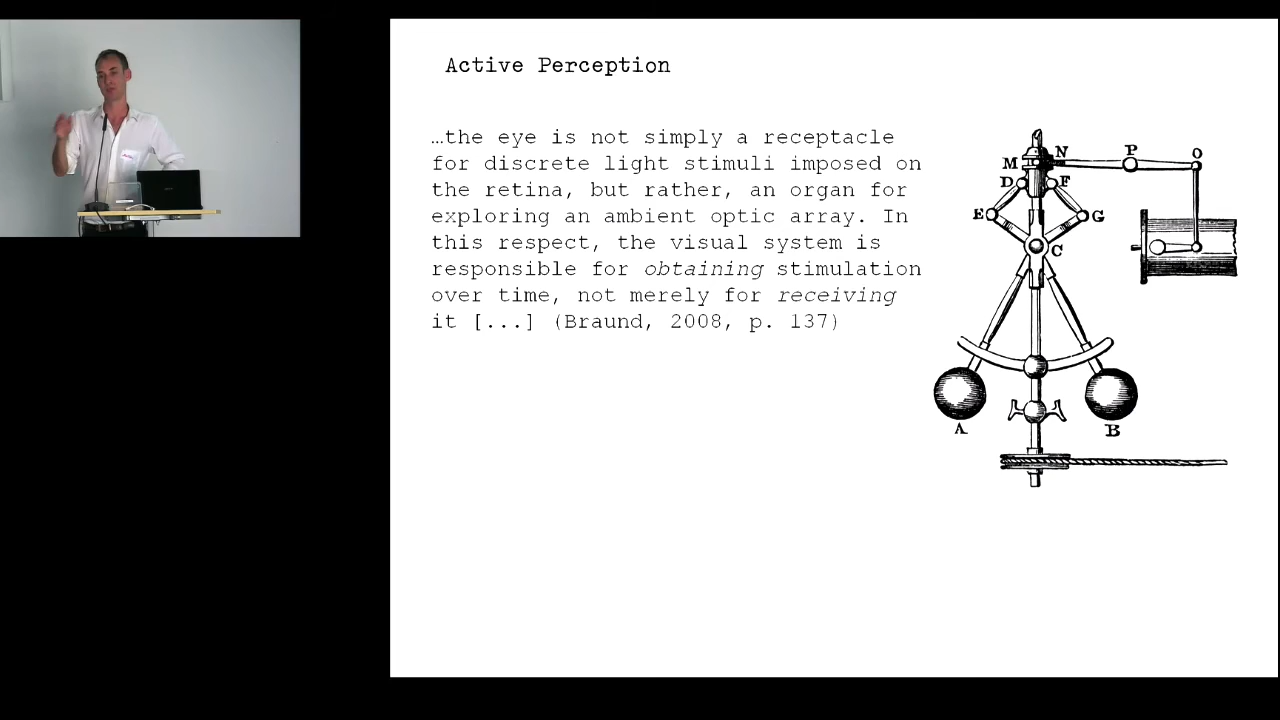 Active Perception
…the eye is not simply a receptacle
for discrete light stimuli imposed on
the retina, but rather, an organ for
exploring an ambient optic array. In
this respect, the visual system is
responsible for obtaining stimulation
over time, not merely for receiving
it [...] (Braund, 2008, p. 137)
M N P O
D F
E G
C
A B